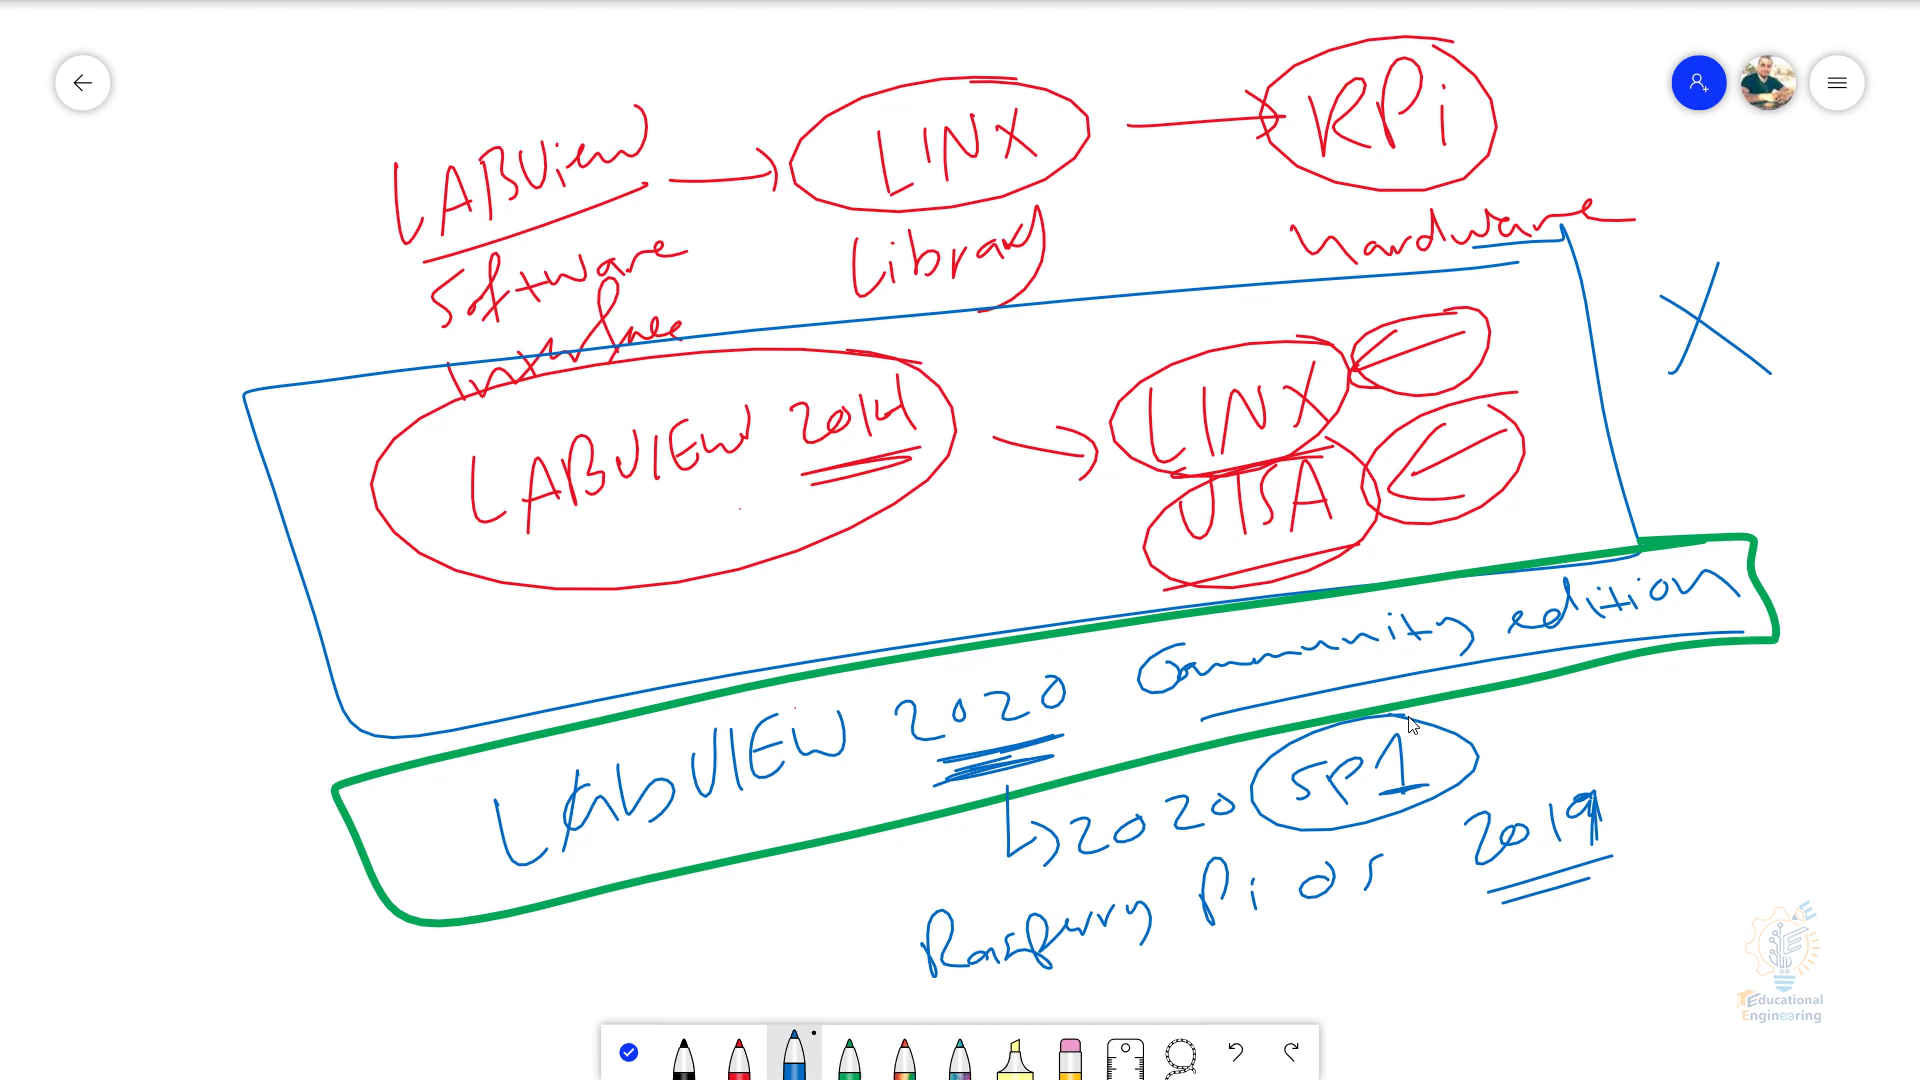 LABView → LINX → RPi
Software Library Hardware
Interface
LABVIEW 2014 → LINX
UTSA
LabVIEW 2020 Community edition
2020 SP1 2019
Raspberry Pi OS
Educational
Engineering